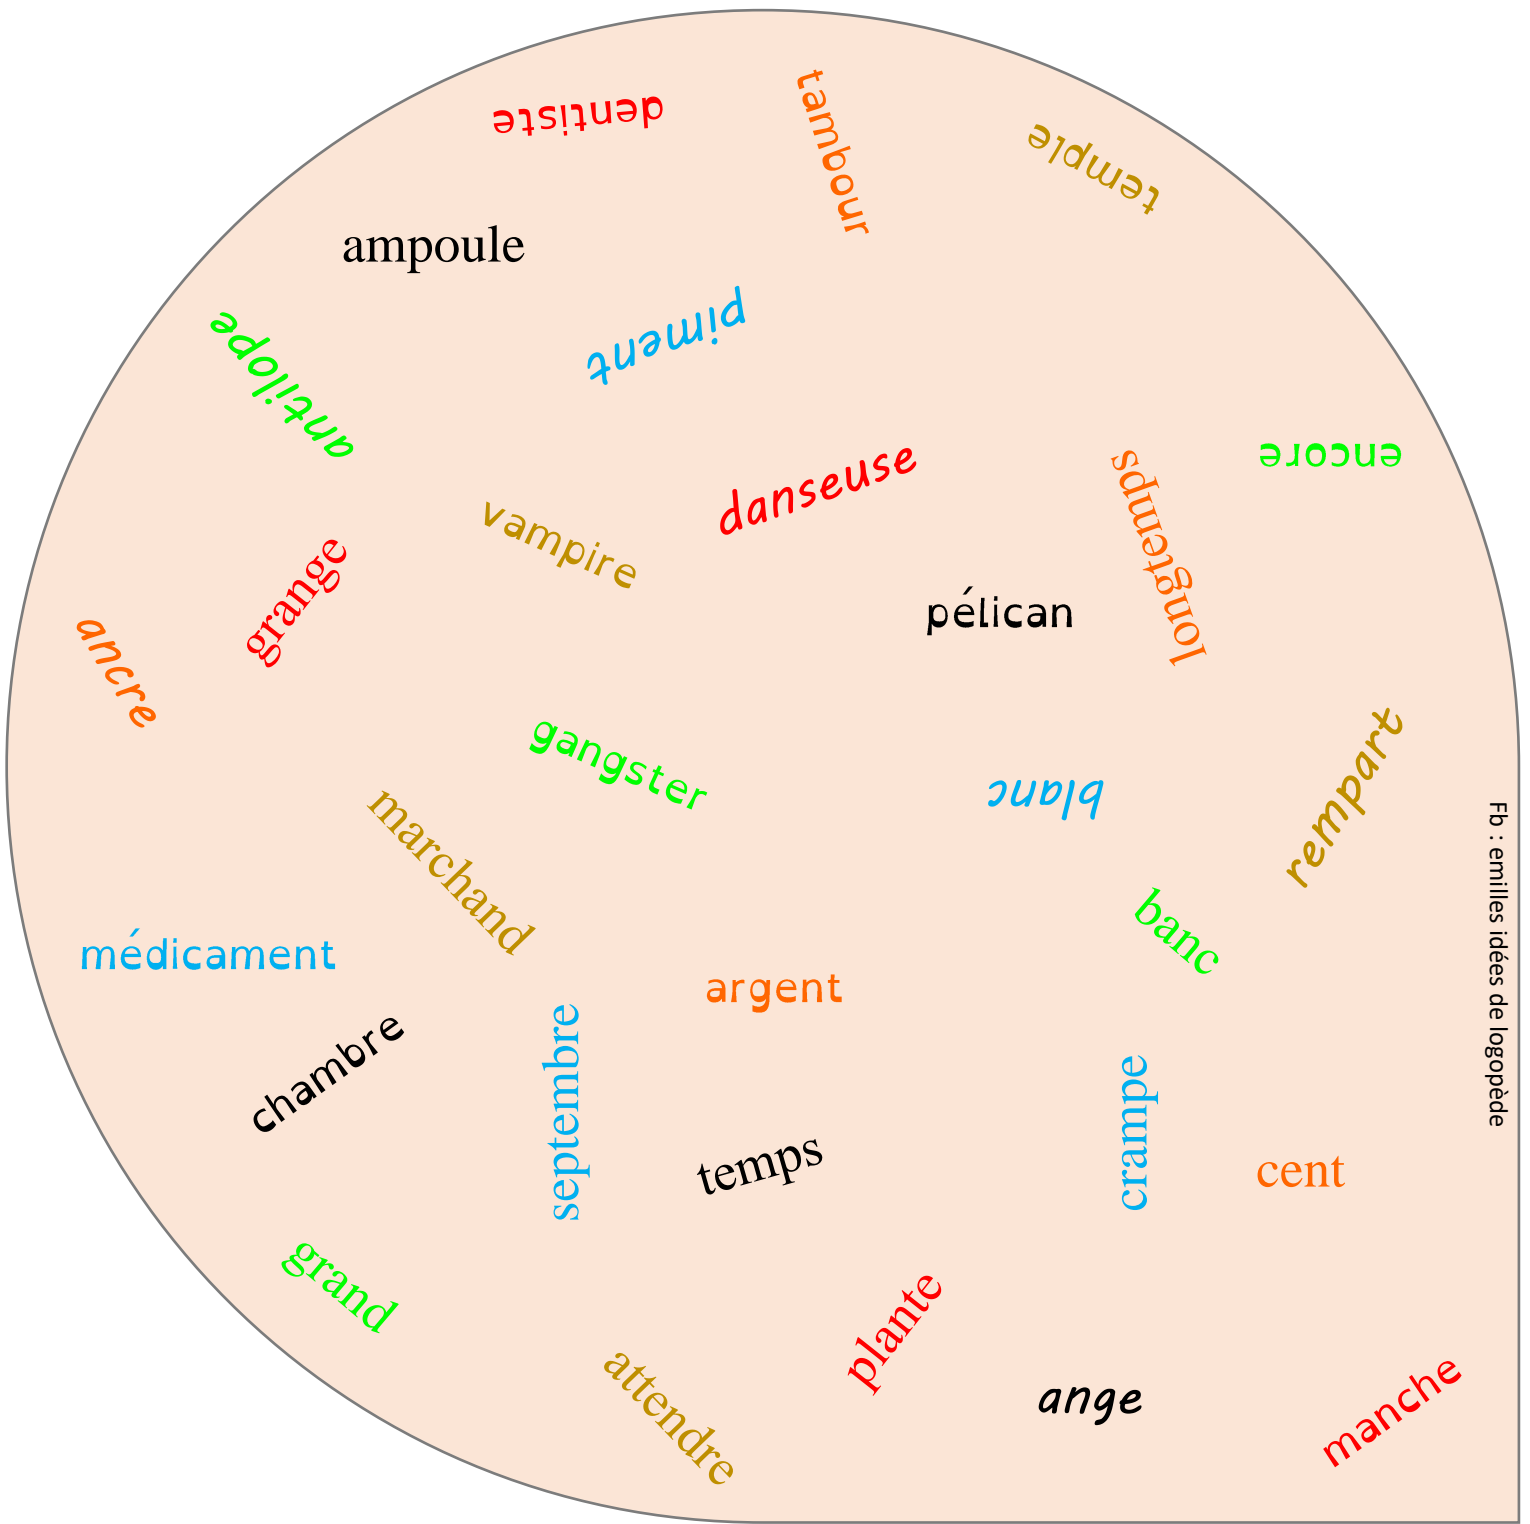 dentiste
tambour
temple
ampoule
piment
antilope
encore
danseuse
longtemps
vampire
grange
pélican
ancre
gangster
blanc
rempart
marchand
banc
médicament
argent
chambre
septembre
temps
crampe
cent
grand
plante
attendre
ange
manche
Fb : emilles idées de logopède